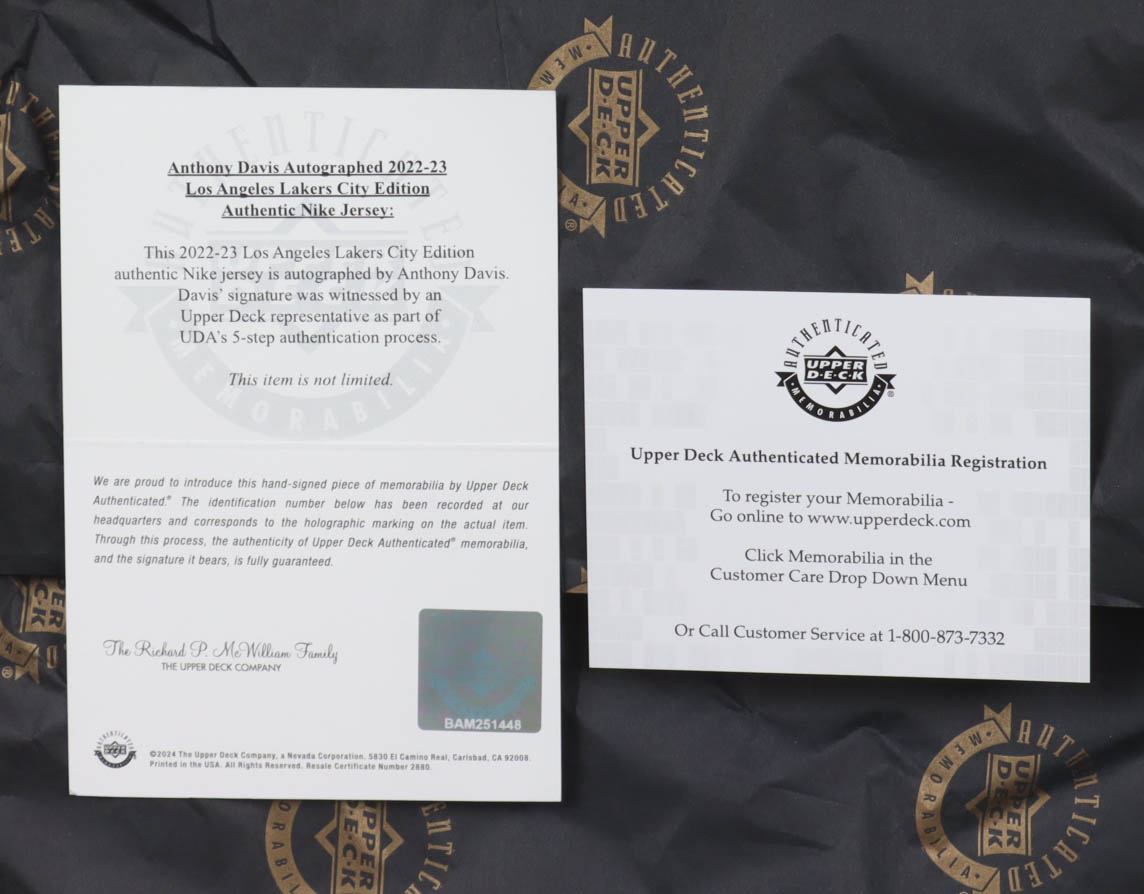 Anthony Davis Autographed 2022-23
Los Angeles Lakers City Edition
Authentic Nike Jersey:
This 2022-23 Los Angeles Lakers City Edition
authentic Nike jersey is autographed by Anthony Davis.
Davis' signature was witnessed by an
Upper Deck representative as part of
UDA's 5-step authentication process.
This item is not limited.
AUTHENTICATED
MEMORABILIA
We are proud to introduce this hand-signed piece of memorabilia by Upper Deck
Authenticated.® The identification number below has been recorded at our
headquarters and corresponds to the holographic marking on the actual item.
Through this process, the authenticity of Upper Deck Authenticated® memorabilia,
and the signature it bears, is fully guaranteed.
The Richard P. McWilliam Family
THE UPPER DECK COMPANY
BAM251448
©2024 The Upper Deck Company, a Nevada Corporation. 5830 El Camino Real, Carlsbad, CA 92008.
Printed in the USA. All Rights Reserved. Resale Certificate Number 2880.
AUTHENTICATED
UPPER
D·E·C·K
MEMORABILIA
®
Upper Deck Authenticated Memorabilia Registration
To register your Memorabilia -
Go online to www.upperdeck.com
Click Memorabilia in the
Customer Care Drop Down Menu
Or Call Customer Service at 1-800-873-7332
AUTHENTICATED
UPPER
D·E·C·K
®
AUTHENTICATED
UPPER
D·E·C·K
MEMORABILIA
UPPER
D·E·C·K